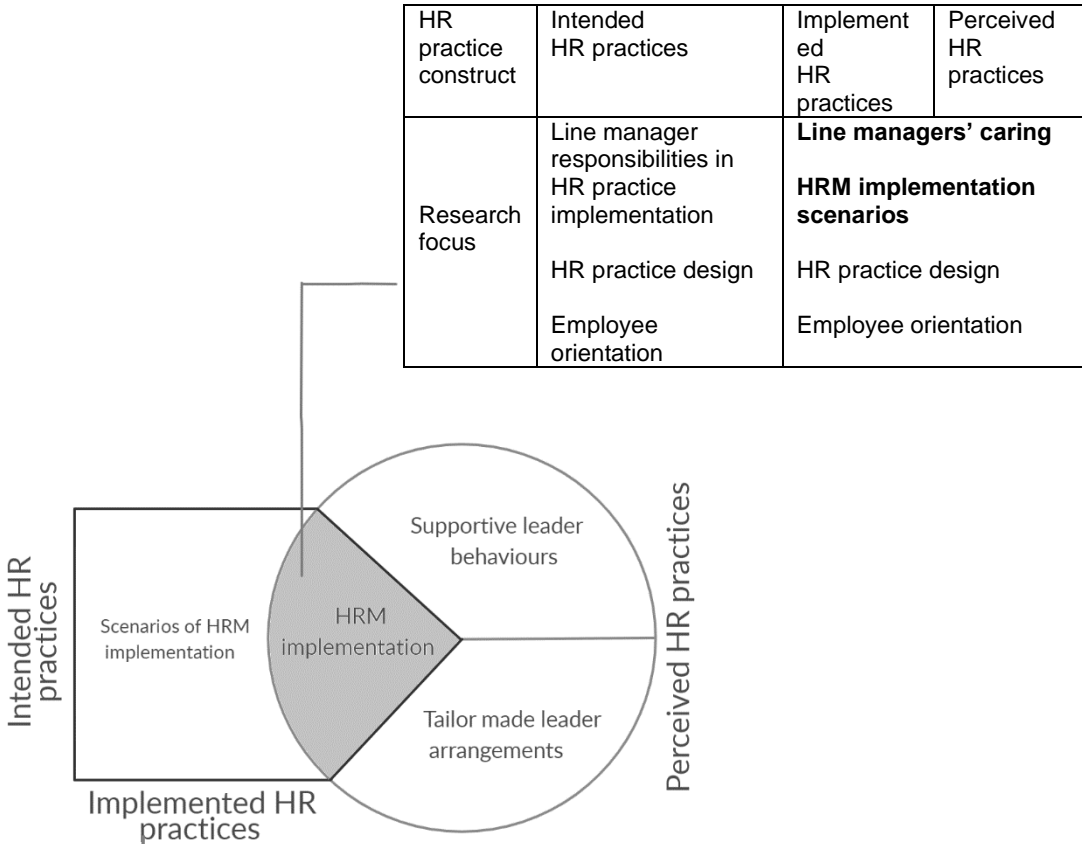 HR
practice
construct
Intended
HR practices
Implement
ed
HR
practices
Perceived
HR
practices
Research
focus
Line manager
responsibilities in
HR practice
implementation
HR practice design
Employee
orientation
Line managers’ caring
HRM implementation
scenarios
HR practice design
Employee orientation
Intended HR
practices
Scenarios of HRM
implementation
HRM
implementation
Supportive leader
behaviours
Tailor made leader
arrangements
Perceived HR practices
Implemented HR
practices